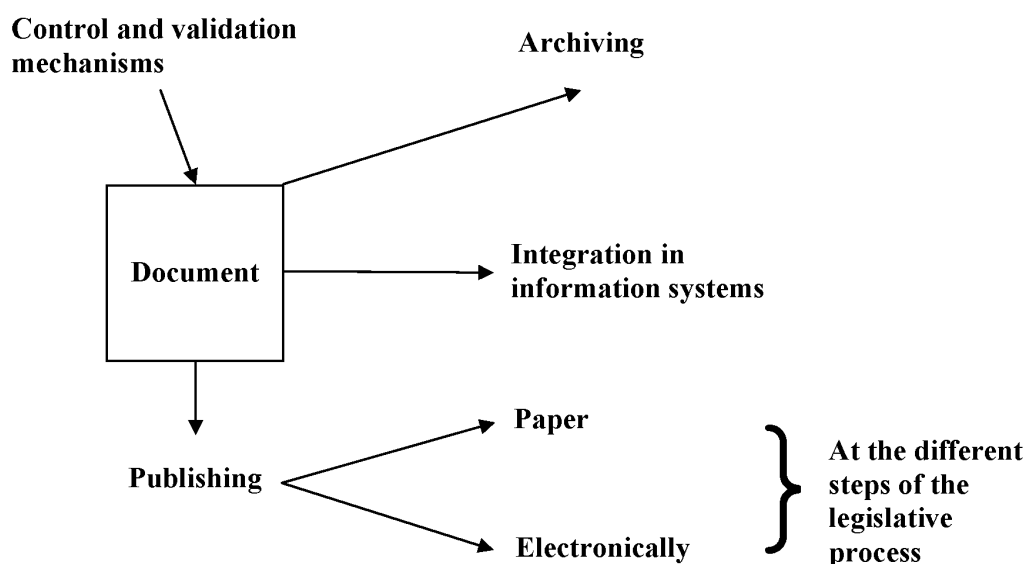 Control and validation
mechanisms
Archiving
Document
Integration in
information systems
Paper
Publishing
At the different
steps of the
legislative
process
Electronically